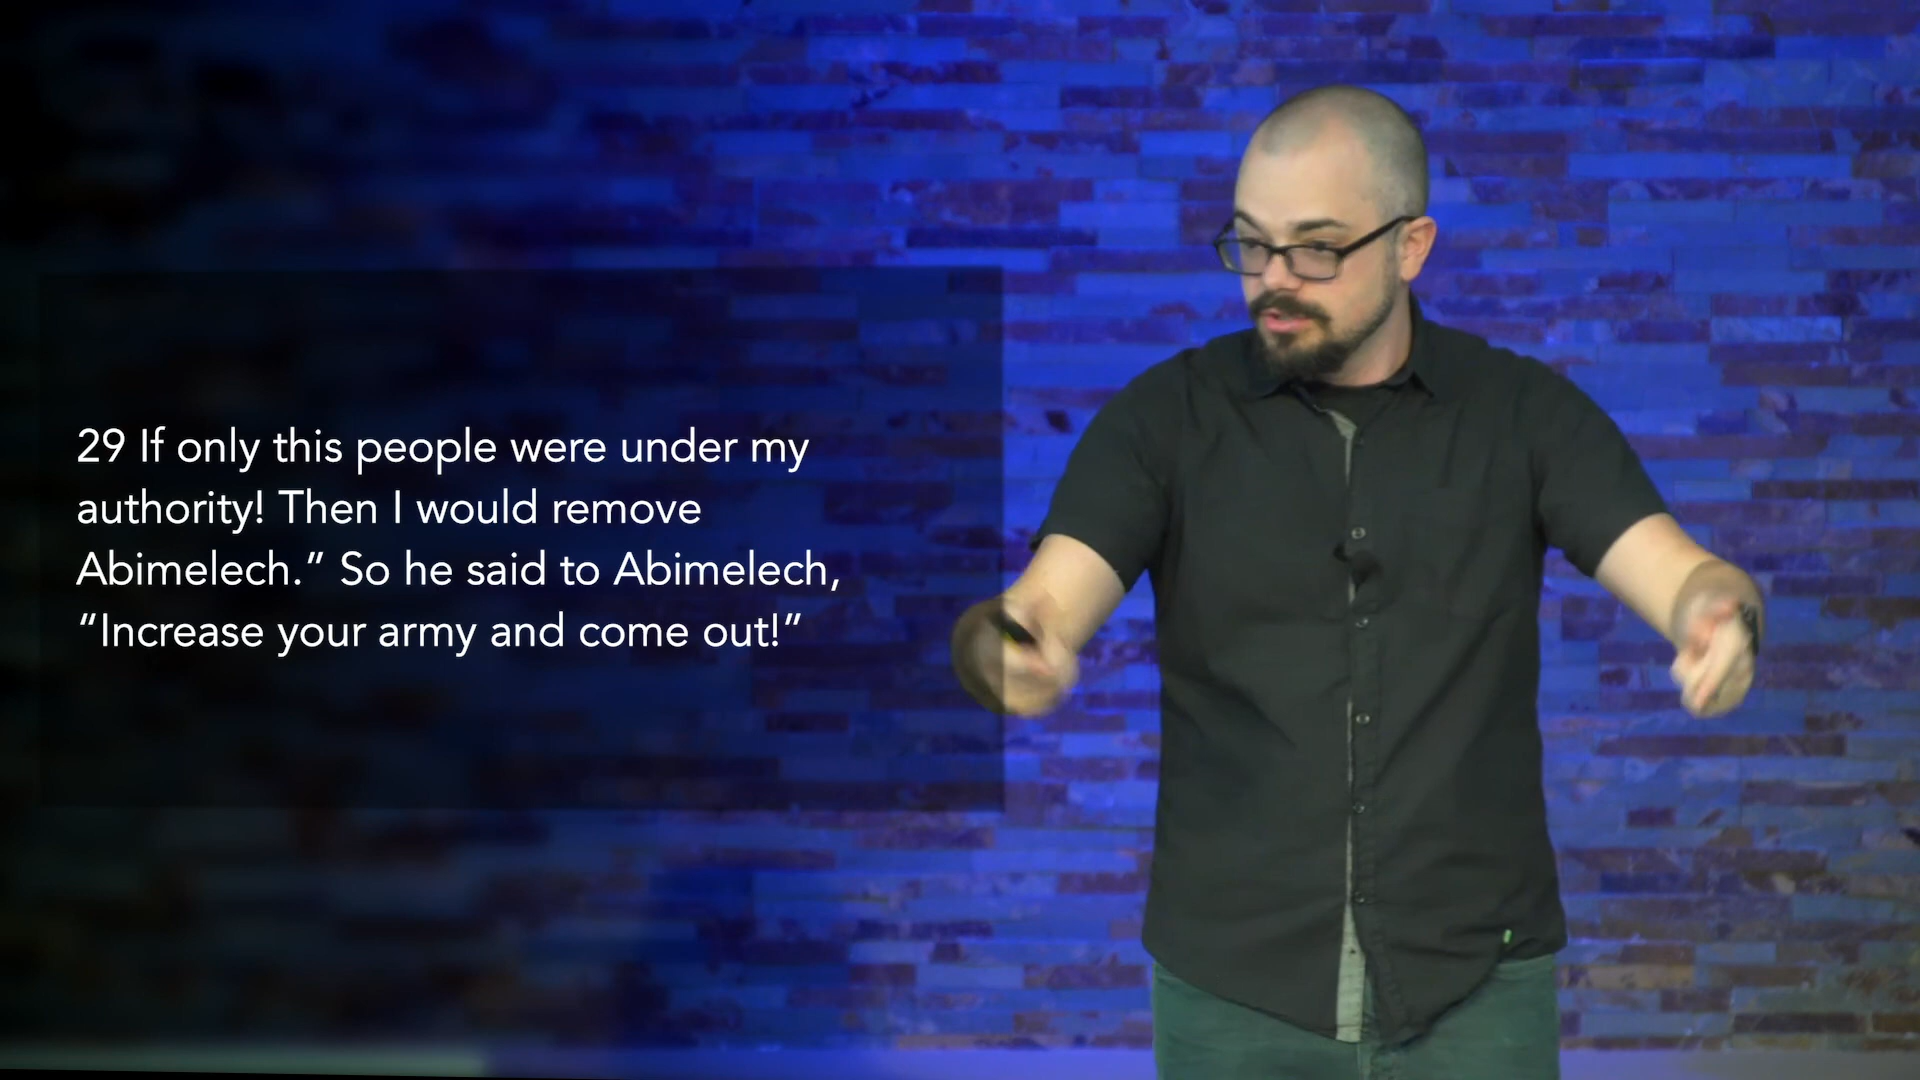 29 If only this people were under my
authority! Then I would remove
Abimelech.” So he said to Abimelech,
“Increase your army and come out!”